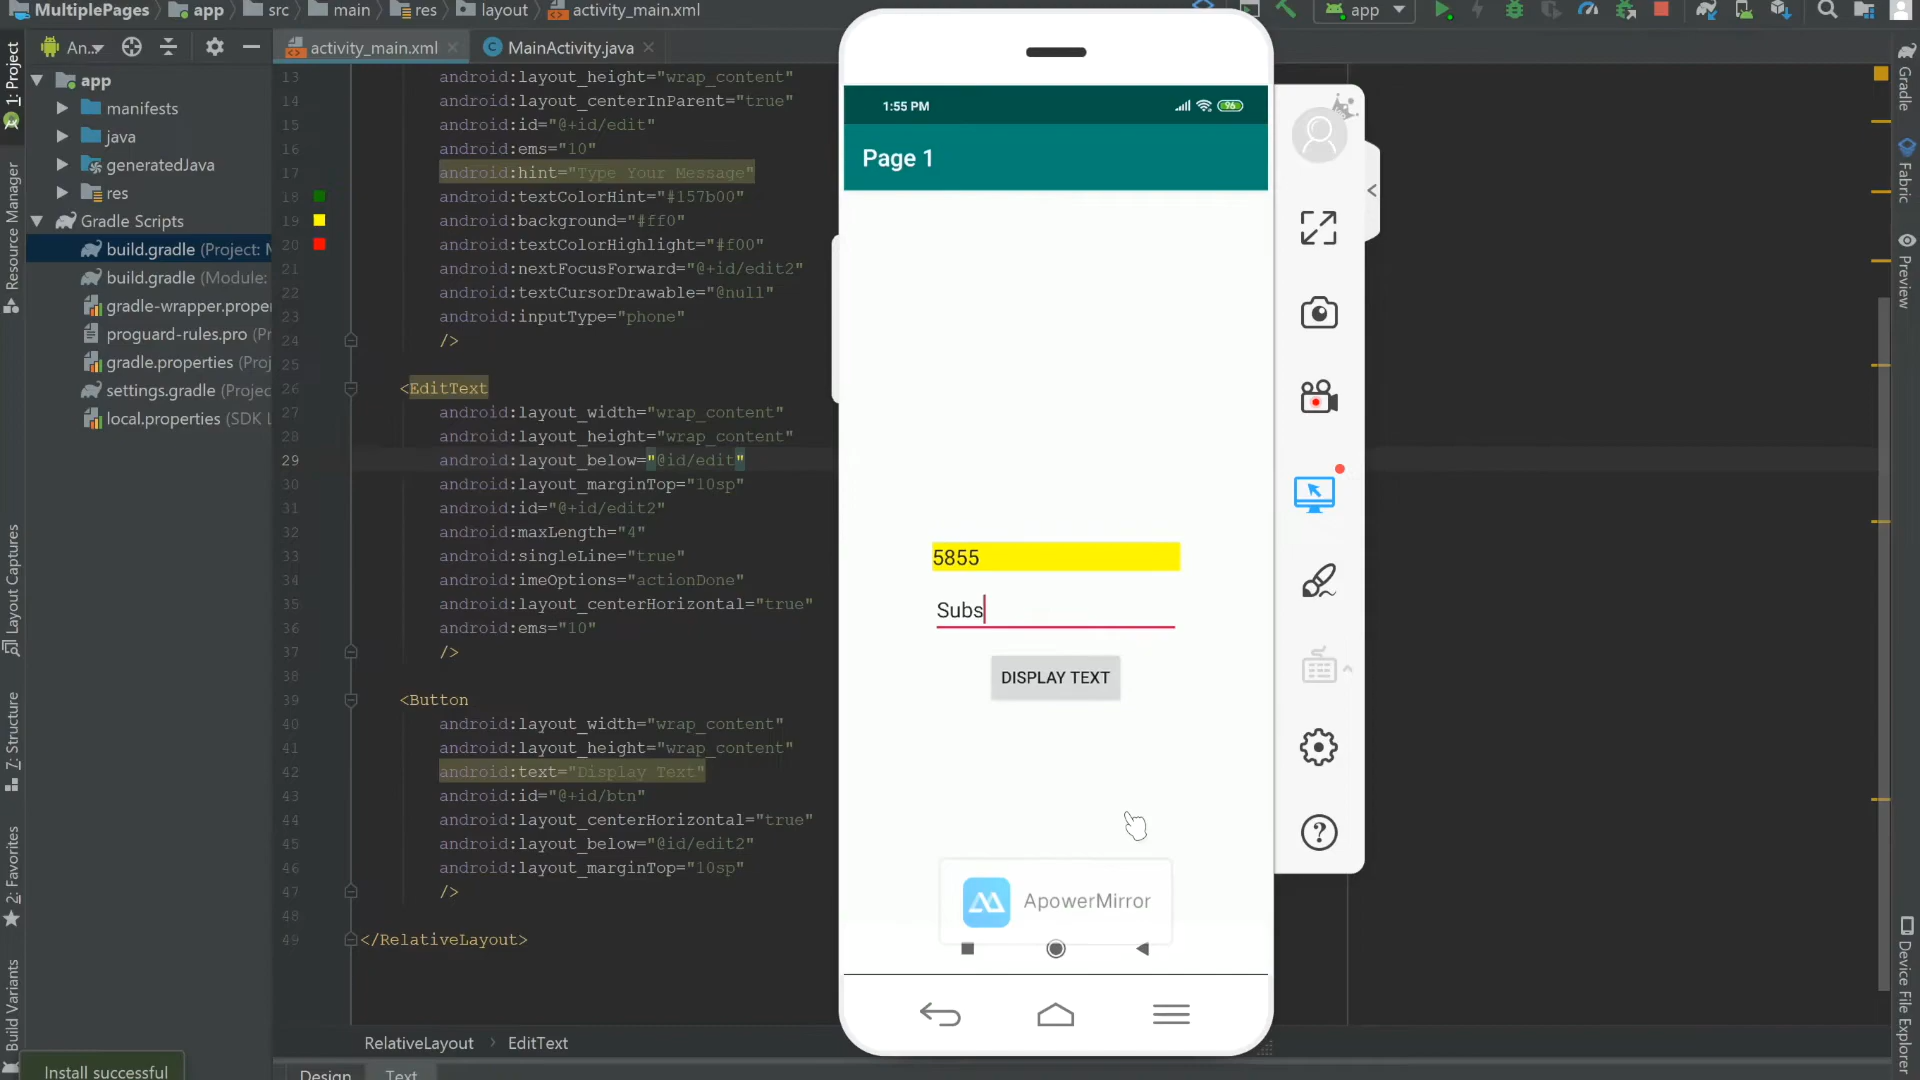 MultiplePages
app
src
main
res
layout
activity_main.xml
app
1: Project
Resource Manager
Layout Captures
7: Structure
2: Favorites
Build Variants
An..
app
manifests
java
generatedJava
res
Gradle Scripts
build.gradle (Project: M
build.gradle (Module:
gradle-wrapper.proper
proguard-rules.pro (Pr
gradle.properties (Proj
settings.gradle (Projec
local.properties (SDK L
activity_main.xml
MainActivity.java
13 android:layout_height="wrap_content"
14 android:layout_centerInParent="true"
15 android:id="@+id/edit"
16 android:ems="10"
17 android:hint="Type Your Message"
18 android:textColorHint="#157b00"
19 android:background="#ff0"
20 android:textColorHighlight="#f00"
21 android:nextFocusForward="@+id/edit2"
22 android:textCursorDrawable="@null"
23 android:inputType="phone"
24 />
25
26 <EditText
27 android:layout_width="wrap_content"
28 android:layout_height="wrap_content"
29 android:layout_below="@id/edit"
30 android:layout_marginTop="10sp"
31 android:id="@+id/edit2"
32 android:maxLength="4"
33 android:singleLine="true"
34 android:imeOptions="actionDone"
35 android:layout_centerHorizontal="true"
36 android:ems="10"
37 />
38
39 <Button
40 android:layout_width="wrap_content"
41 android:layout_height="wrap_content"
42 android:text="Display Text"
43 android:id="@+id/btn"
44 android:layout_centerHorizontal="true"
45 android:layout_below="@id/edit2"
46 android:layout_marginTop="10sp"
47 />
48
49 </RelativeLayout>
RelativeLayout > EditText
Design
Text
Install successful
1:55 PM
96
Page 1
5855
Subs
DISPLAY TEXT
ApowerMirror
Gradle
Fabric
Preview
Device File Explorer